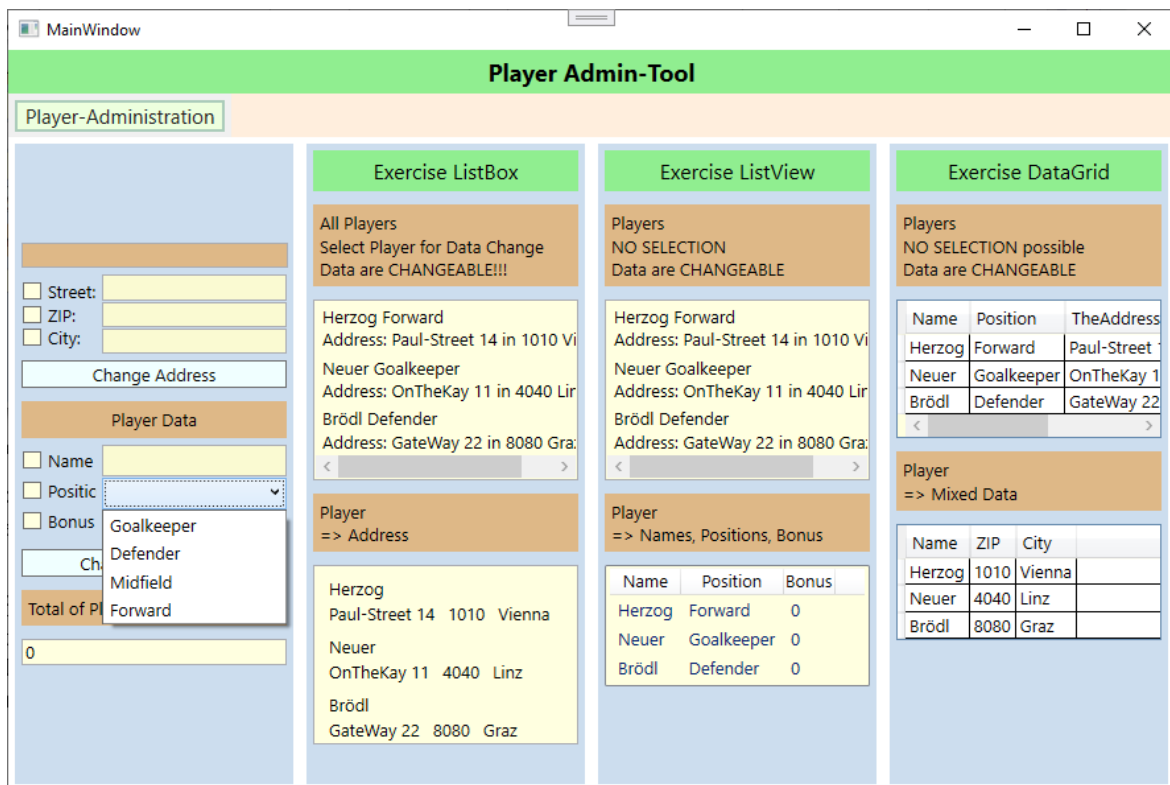 MainWindow
Player Admin-Tool
Player-Administration
Street:
ZIP:
City:
Change Address
Player Data
Name
Positic
Bonus
Goalkeeper
Defender
Midfield
Forward
Ch
Total of Pl
0
Exercise ListBox
All Players
Select Player for Data Change
Data are CHANGEABLE!!!
Herzog Forward
Address: Paul-Street 14 in 1010 Vi
Neuer Goalkeeper
Address: OnTheKay 11 in 4040 Lin
Brödl Defender
Address: GateWay 22 in 8080 Graz
Player
=> Address
Herzog
Paul-Street 14 1010 Vienna
Neuer
OnTheKay 11 4040 Linz
Brödl
GateWay 22 8080 Graz
Exercise ListView
Players
NO SELECTION
Data are CHANGEABLE
Herzog Forward
Address: Paul-Street 14 in 1010 Vi
Neuer Goalkeeper
Address: OnTheKay 11 in 4040 Lin
Brödl Defender
Address: GateWay 22 in 8080 Graz
Player
=> Names, Positions, Bonus
Name Position Bonus
Herzog Forward 0
Neuer Goalkeeper 0
Brödl Defender 0
Exercise DataGrid
Players
NO SELECTION possible
Data are CHANGEABLE
Name Position TheAddress
Herzog Forward Paul-Street 1
Neuer Goalkeeper OnTheKay 1
Brödl Defender GateWay 22
Player
=> Mixed Data
Name ZIP City
Herzog 1010 Vienna
Neuer 4040 Linz
Brödl 8080 Graz